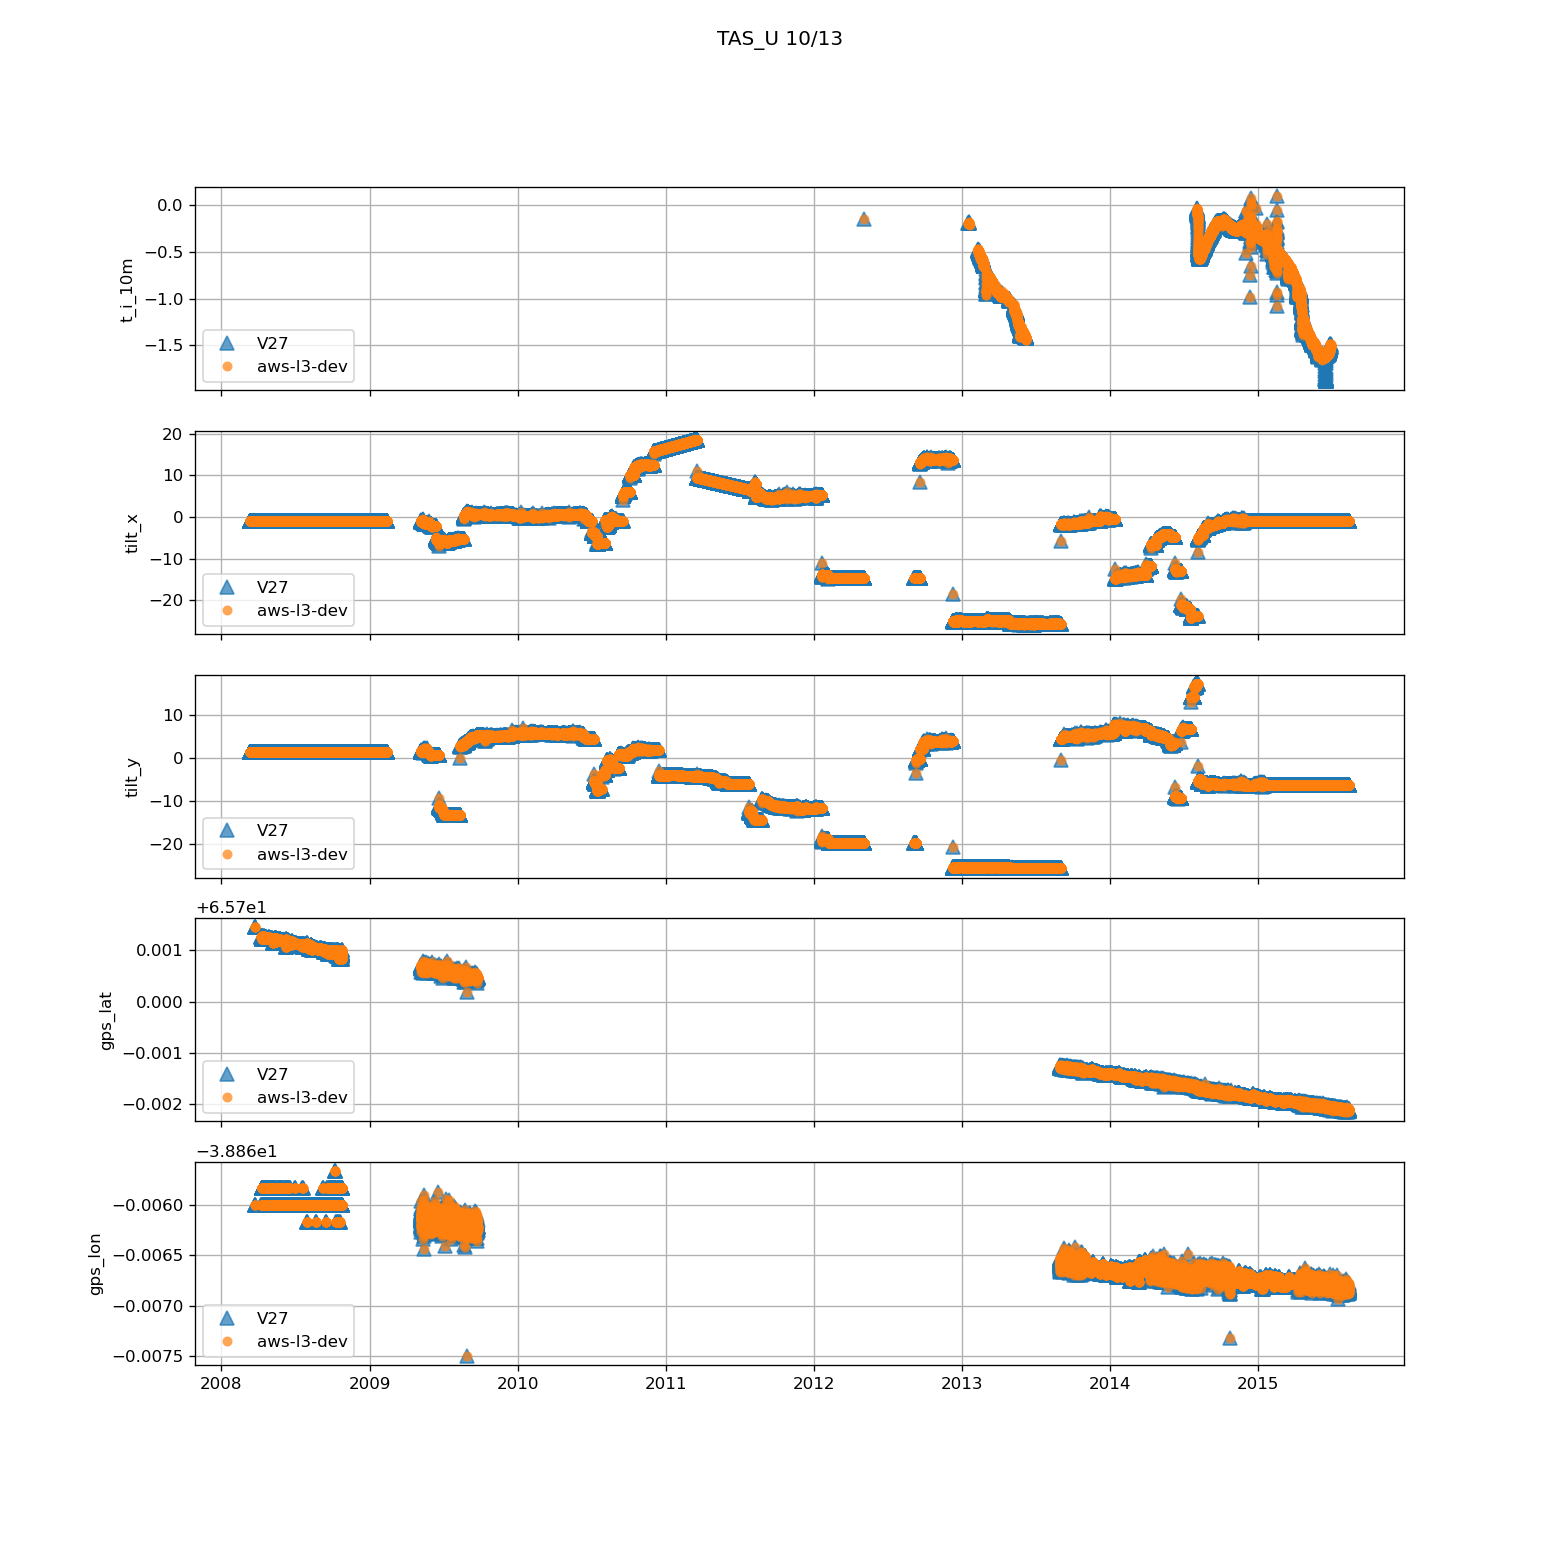 TAS_U 10/13
t_i_10m
0.0
−0.5
−1.0
−1.5
V27
aws-l3-dev
tilt_x
20
10
0
−10
−20
V27
aws-l3-dev
tilt_y
10
0
−10
−20
V27
aws-l3-dev
+6.57e1
gps_lat
0.001
0.000
−0.001
−0.002
V27
aws-l3-dev
−3.886e1
gps_lon
−0.0060
−0.0065
−0.0070
−0.0075
V27
aws-l3-dev
2008 2009 2010 2011 2012 2013 2014 2015